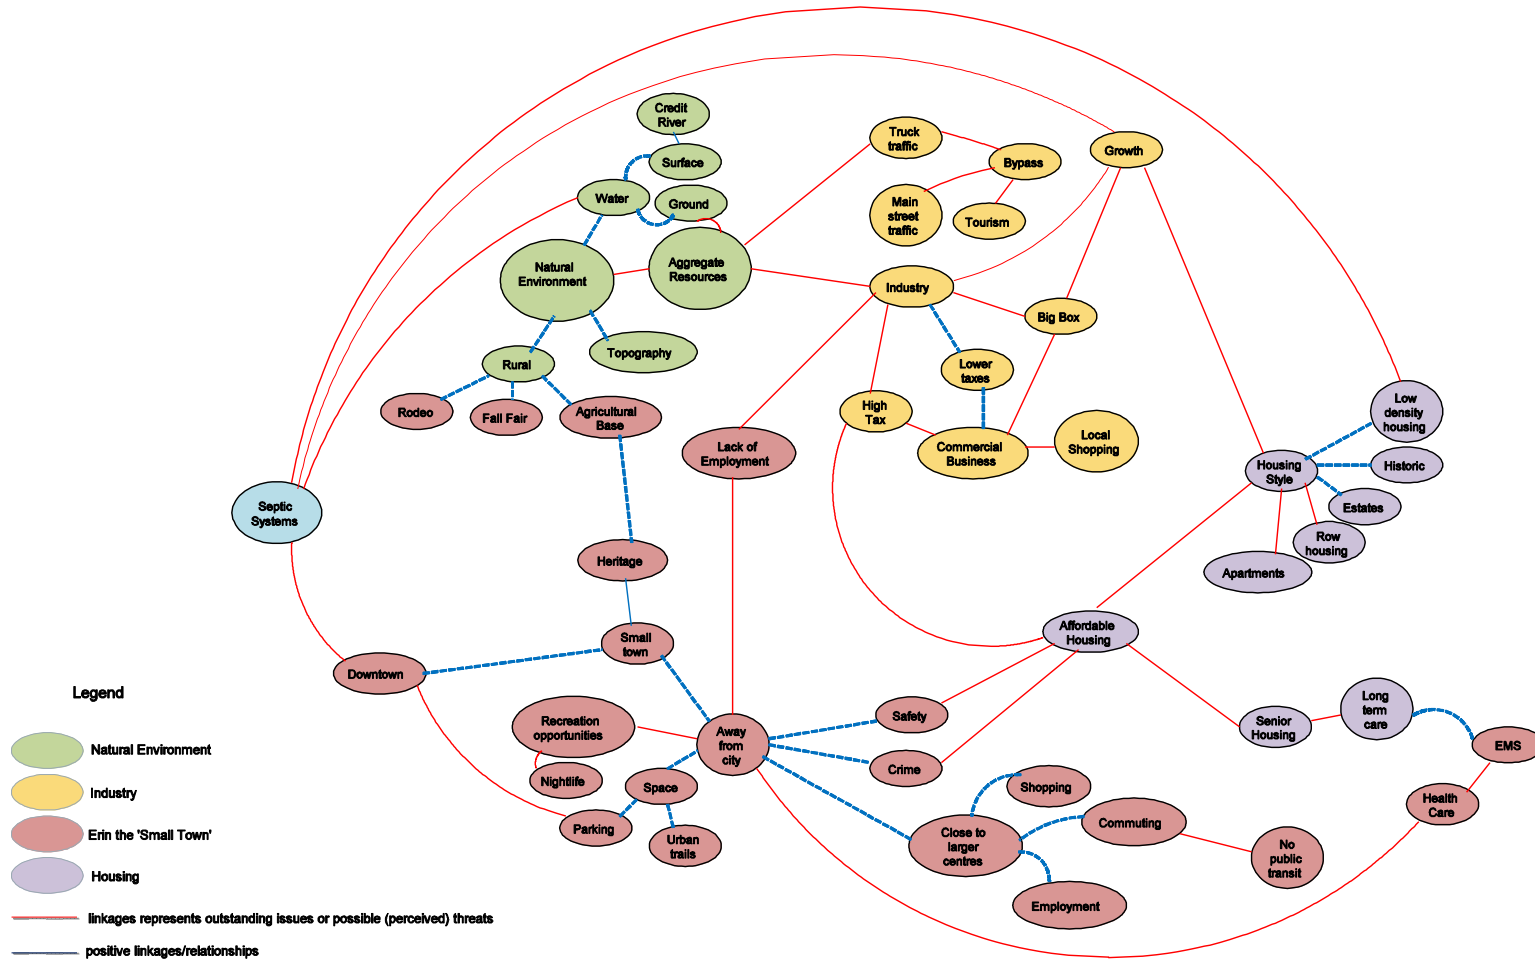 Credit
River
Surface
Water
Ground
Natural
Environment
Aggregate
Resources
Topography
Rural
Rodeo
Fall Fair
Agricultural
Base
Truck
traffic
Bypass
Main
street
traffic
Tourism
Growth
Industry
Big Box
Lower
taxes
High
Tax
Commercial
Business
Local
Shopping
Lack of
Employment
Low
density
housing
Housing
Style
Historic
Estates
Row
housing
Apartments
Septic
Systems
Heritage
Small
town
Downtown
Affordable
Housing
Recreation
opportunities
Nightlife
Away
from
city
Space
Parking
Urban
trails
Safety
Crime
Senior
Housing
Long
term
care
EMS
Health
Care
Shopping
Close to
larger
centres
Commuting
No
public
transit
Employment
Legend
Natural Environment
Industry
Erin the 'Small Town'
Housing
linkages represents outstanding issues or possible (perceived) threats
positive linkages/relationships